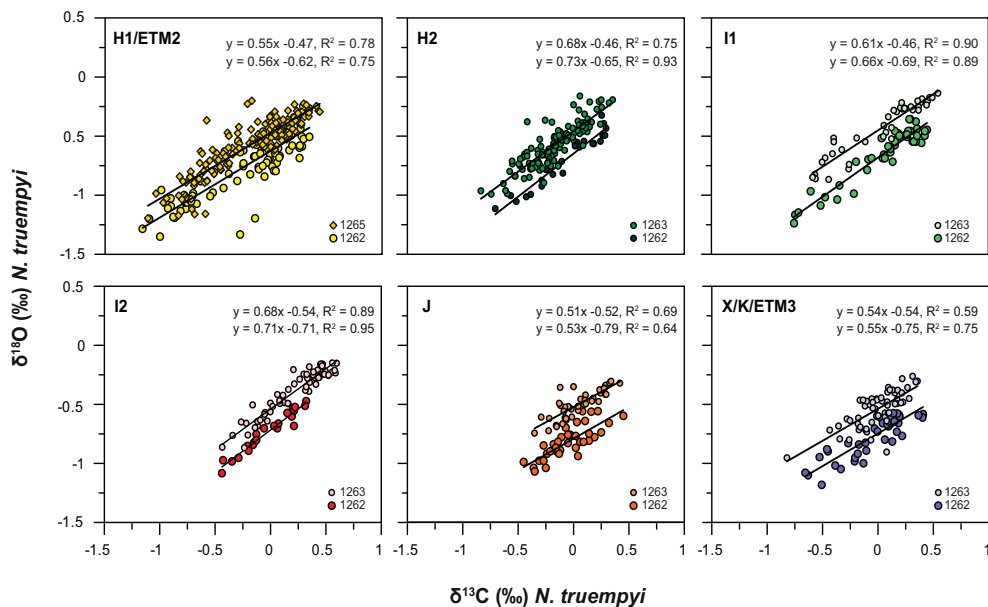 H1/ETM2
y = 0.55x -0.47, R² = 0.78
y = 0.56x -0.62, R² = 0.75
1265
1262
H2
y = 0.68x -0.46, R² = 0.75
y = 0.73x -0.65, R² = 0.93
1263
1262
I1
y = 0.61x -0.46, R² = 0.90
y = 0.66x -0.69, R² = 0.89
1263
1262
0.5
0
-0.5
-1
-1.5
I2
y = 0.68x -0.54, R² = 0.89
y = 0.71x -0.71, R² = 0.95
1263
1262
J
y = 0.51x -0.52, R² = 0.69
y = 0.53x -0.79, R² = 0.64
1263
1262
X/K/ETM3
y = 0.54x -0.54, R² = 0.59
y = 0.55x -0.75, R² = 0.75
1263
1262
0.5
0
-0.5
-1
-1.5
-1.5 -1 -0.5 0 0.5 1
-1.5 -1 -0.5 0 0.5 1
-1.5 -1 -0.5 0 0.5 1
δ¹⁸O (‰) N. truempyi
δ¹³C (‰) N. truempyi